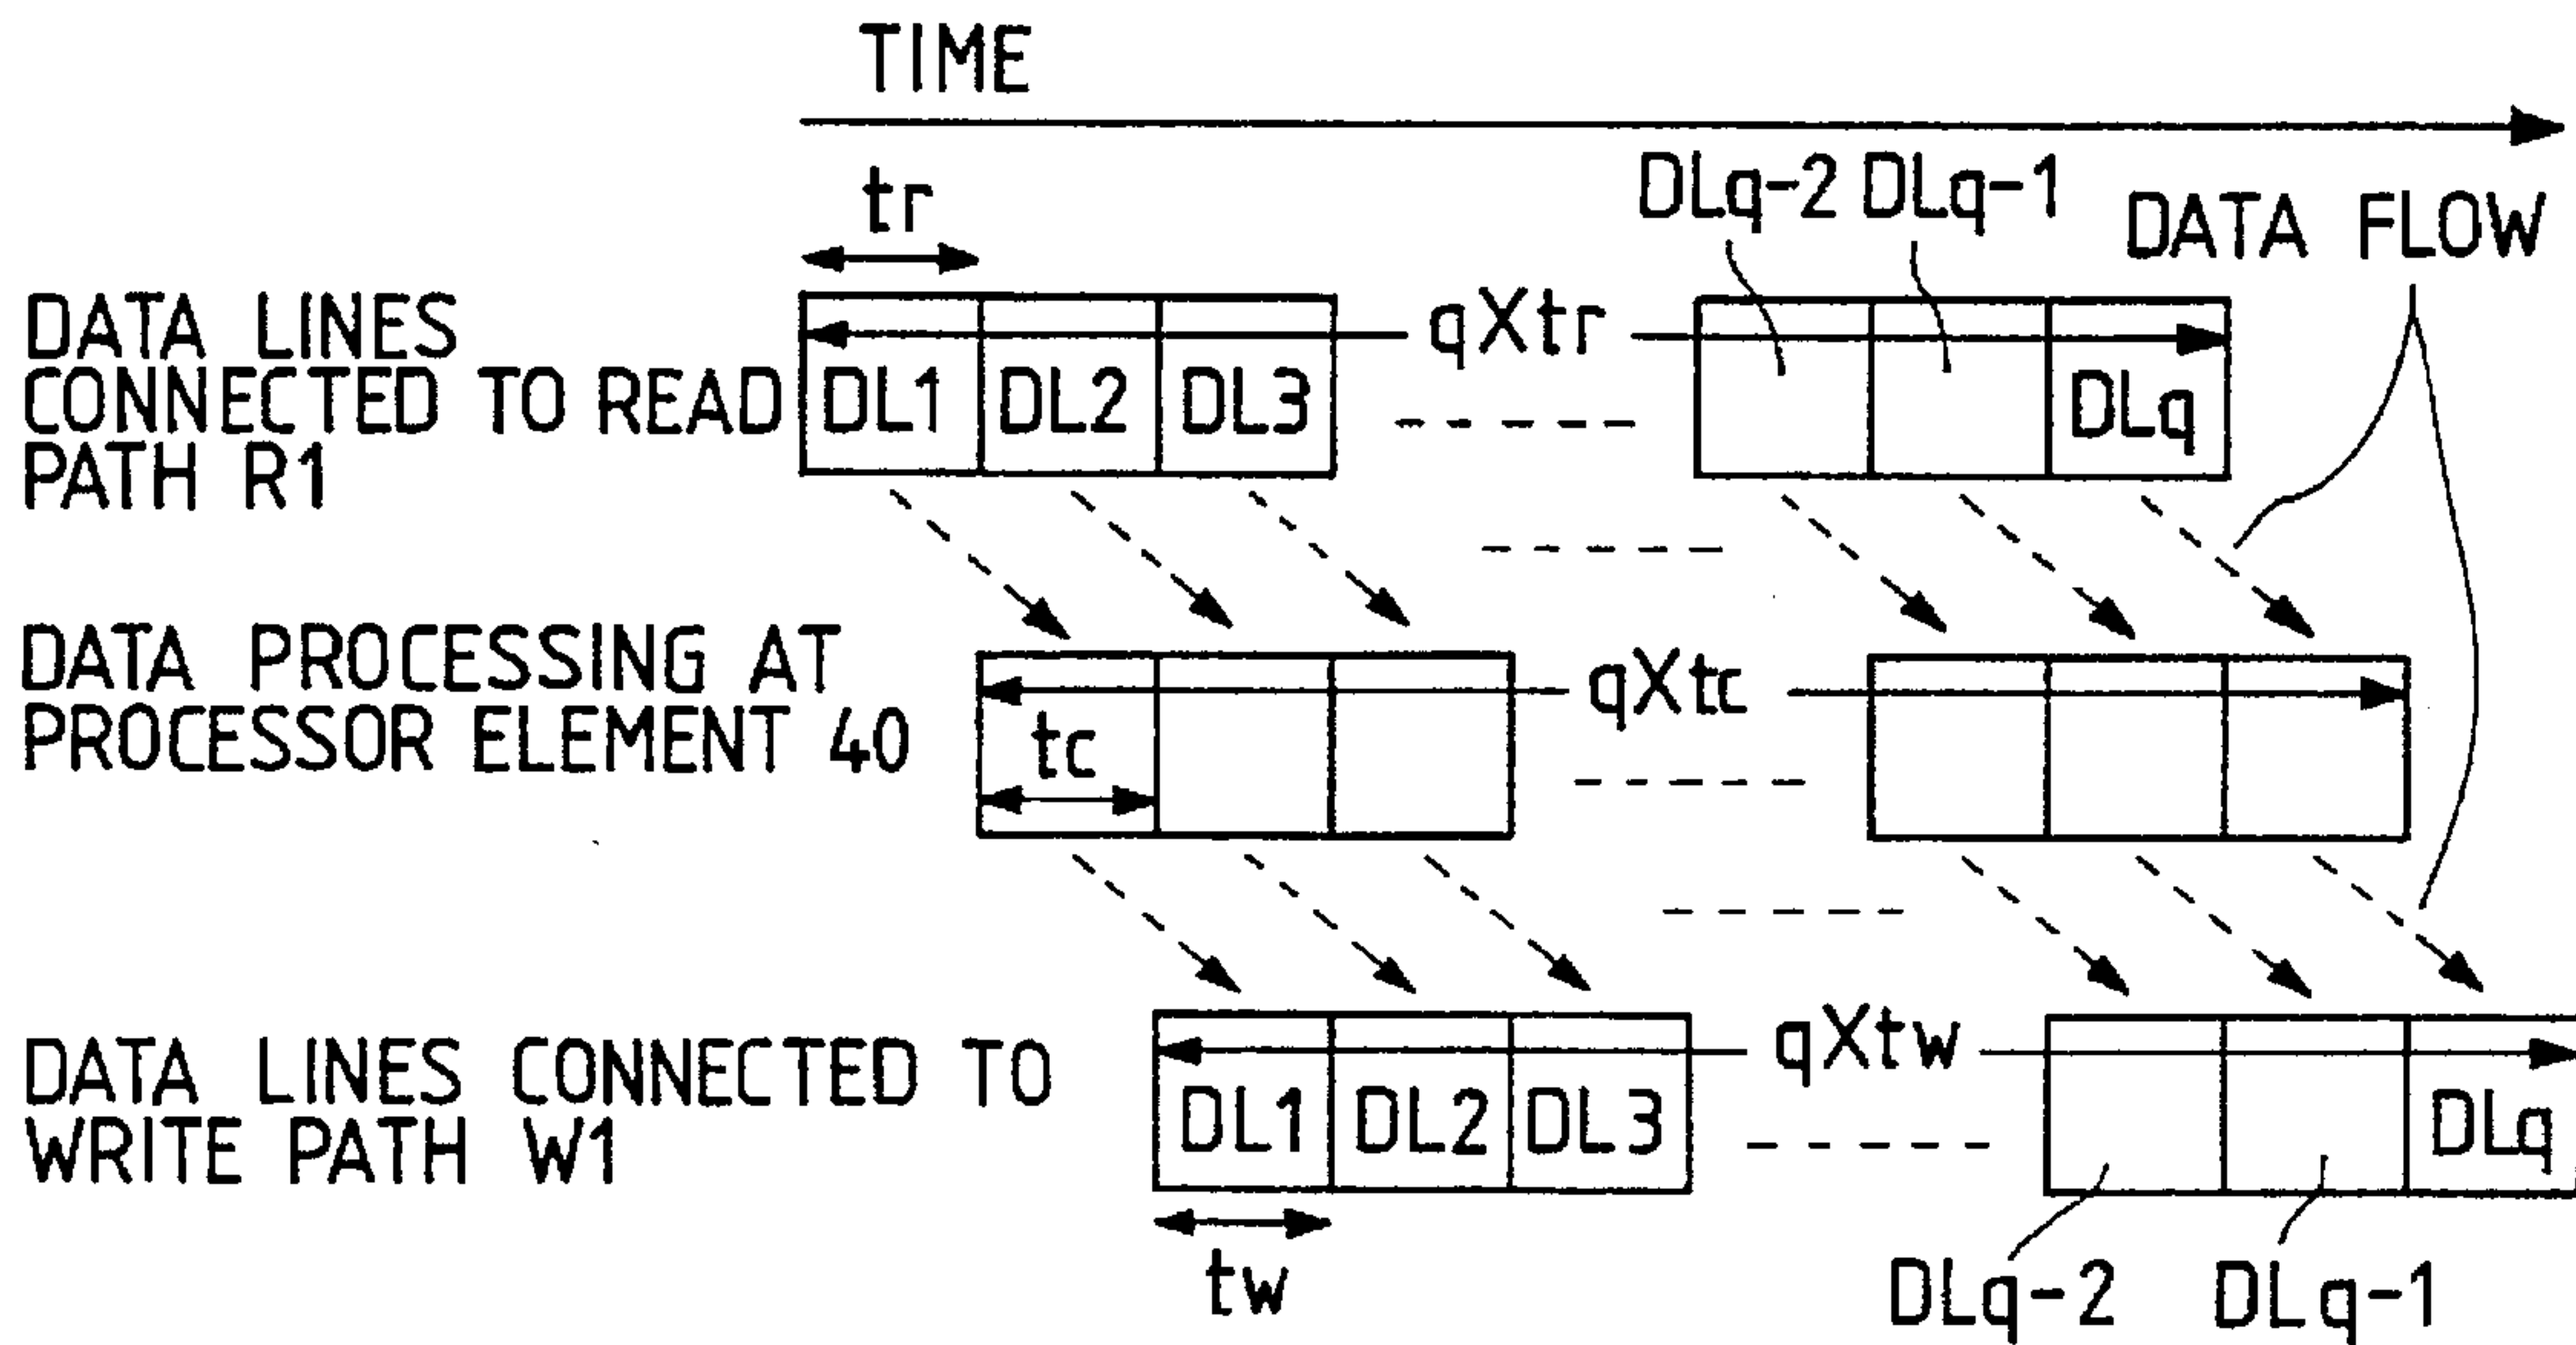 TIME
tr
DLq-2 DLq-1
DATA FLOW
DATA LINES
CONNECTED TO READ
PATH R1
qXtr
DL1 DL2 DL3
DLq
DATA PROCESSING AT
PROCESSOR ELEMENT 40
qXtc
tc
DATA LINES CONNECTED TO
WRITE PATH W1
qXtw
DL1 DL2 DL3
DLq
tw
DLq-2 DLq-1